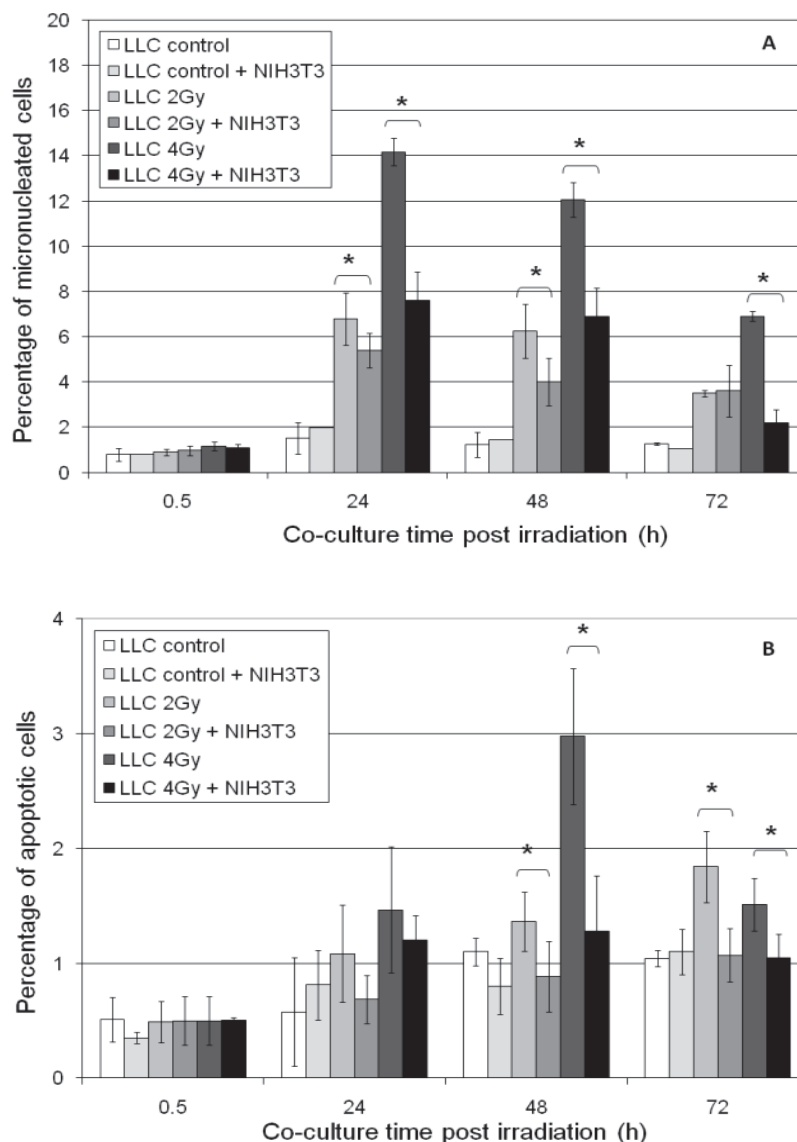 20
18
16
14
12
10
8
6
4
2
0
Percentage of micronucleated cells
LLC control
LLC control + NIH3T3
LLC 2Gy
LLC 2Gy + NIH3T3
LLC 4Gy
LLC 4Gy + NIH3T3
A
*
*
*
*
*
0.5 24 48 72
Co-culture time post irradiation (h)
4
3
2
1
0
Percentage of apoptotic cells
LLC control
LLC control + NIH3T3
LLC 2Gy
LLC 2Gy + NIH3T3
LLC 4Gy
LLC 4Gy + NIH3T3
B
*
*
*
*
0.5 24 48 72
Co-culture time post irradiation (h)